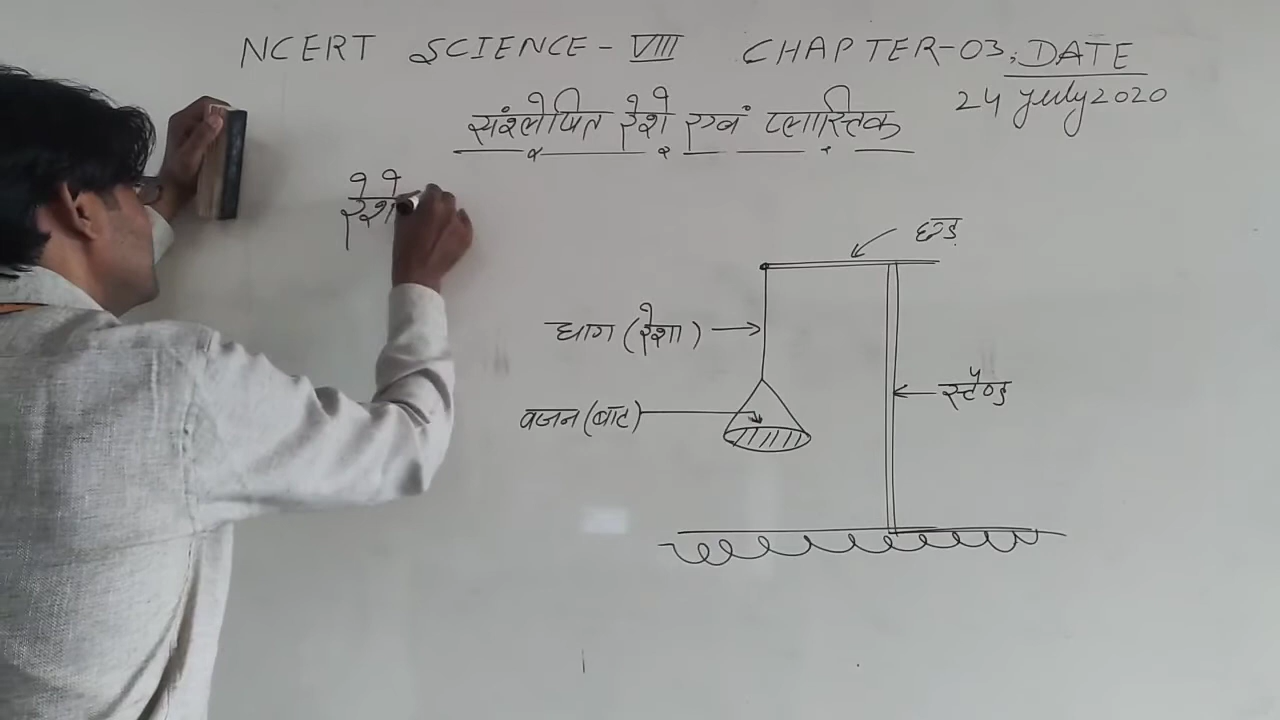 NCERT SCIENCE - VIII CHAPTER-03; DATE
24 July 2020
संश्लेषित रेशे एवं प्लास्टिक
रेशे
छड़
धागा (रेशा)
स्टैण्ड
वजन (बाट)